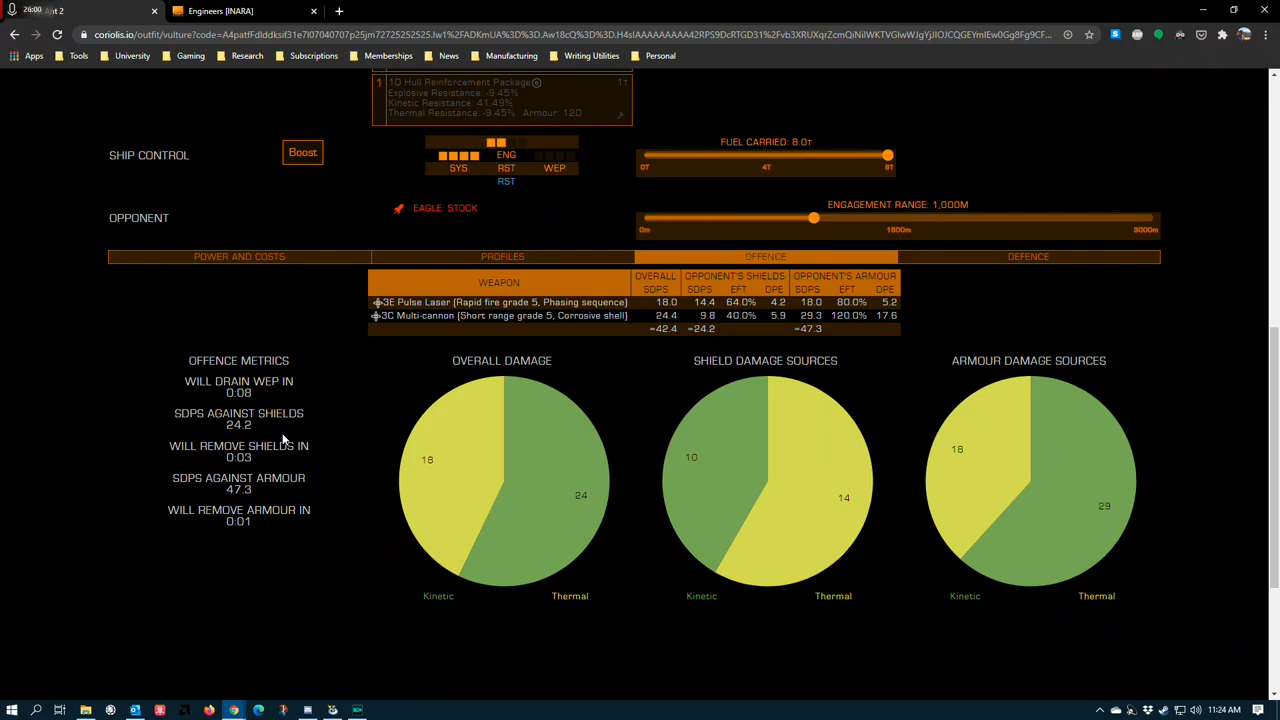 26:00
Ant 2
Engineers [INARA]
coriolis.io/outfit/vulture?code=A4patfFdlddksif31e7l07040707p25jm72725252525.Iw1%2FADKmUA%3D%3D.Aw18cQ%3D%3D.H4sIAAAAAAAA42RPS9DcRTGD31%2Fvb3XRUXqrZcmQiNilWKTVGlwWJgYjJIOJCQGEYmIEw0Gg8Fg9CF...
Apps
Tools
University
Gaming
Research
Subscriptions
Memberships
News
Manufacturing
Writing Utilities
Personal
1 1D Hull Reinforcement Package 1T
Explosive Resistance: -9.45%
Kinetic Resistance: 41.49%
Thermal Resistance: -9.45% Armour: 120
SHIP CONTROL
Boost
SYS
ENG
RST
WEP
RST
FUEL CARRIED: 8.0T
0T 4T 8T
OPPONENT
EAGLE: STOCK
ENGAGEMENT RANGE: 1,000M
0m 1500m 3000m
POWER AND COSTS PROFILES OFFENCE DEFENCE
WEAPON OVERALL OPPONENT'S SHIELDS OPPONENT'S ARMOUR
SDPS SDPS EFT DPE SDPS EFT DPE
3E Pulse Laser (Rapid fire grade 5, Phasing sequence) 18.0 14.4 64.0% 4.2 18.0 80.0% 5.2
3C Multi-cannon (Short range grade 5, Corrosive shell) 24.4 9.8 40.0% 5.9 29.3 120.0% 17.6
=42.4 =24.2 =47.3
OFFENCE METRICS
WILL DRAIN WEP IN
0:08
SDPS AGAINST SHIELDS
24.2
WILL REMOVE SHIELDS IN
0:03
SDPS AGAINST ARMOUR
47.3
WILL REMOVE ARMOUR IN
0:01
OVERALL DAMAGE
18
24
Kinetic Thermal
SHIELD DAMAGE SOURCES
10
14
Kinetic Thermal
ARMOUR DAMAGE SOURCES
18
29
Kinetic Thermal
11:24 AM